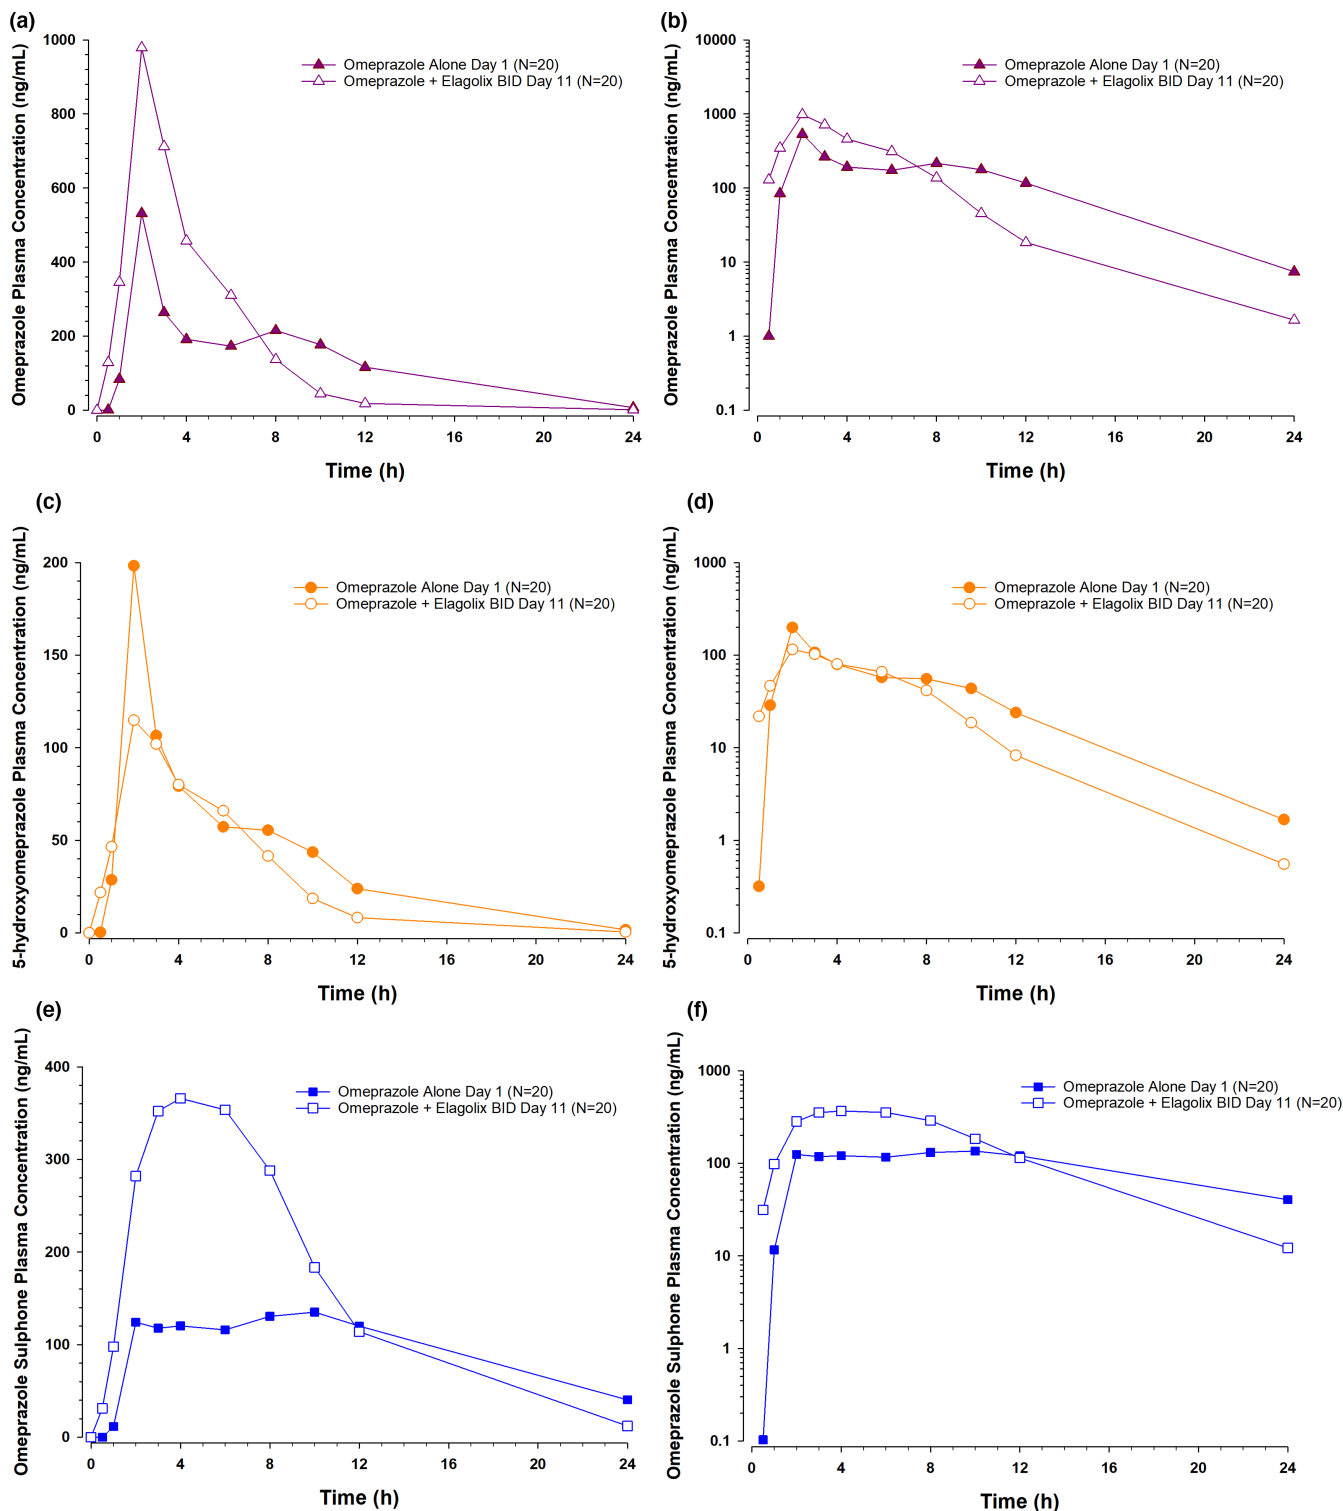 (a)
Omeprazole Plasma Concentration (ng/mL)
1000
800
600
400
200
0
Omeprazole Alone Day 1 (N=20)
Omeprazole + Elagolix BID Day 11 (N=20)
0 4 8 12 16 20 24
Time (h)
(b)
Omeprazole Plasma Concentration (ng/mL)
10000
1000
100
10
1
0.1
Omeprazole Alone Day 1 (N=20)
Omeprazole + Elagolix BID Day 11 (N=20)
0 4 8 12 16 20 24
Time (h)
(c)
5-hydroxyomeprazole Plasma Concentration (ng/mL)
200
150
100
50
0
Omeprazole Alone Day 1 (N=20)
Omeprazole + Elagolix BID Day 11 (N=20)
0 4 8 12 16 20 24
Time (h)
(d)
5-hydroxyomeprazole Plasma Concentration (ng/mL)
1000
100
10
1
0.1
Omeprazole Alone Day 1 (N=20)
Omeprazole + Elagolix BID Day 11 (N=20)
0 4 8 12 16 20 24
Time (h)
(e)
Omeprazole Sulphone Plasma Concentration (ng/mL)
400
300
200
100
0
Omeprazole Alone Day 1 (N=20)
Omeprazole + Elagolix BID Day 11 (N=20)
0 4 8 12 16 20 24
Time (h)
(f)
Omeprazole Sulphone Plasma Concentration (ng/mL)
1000
100
10
1
0.1
Omeprazole Alone Day 1 (N=20)
Omeprazole + Elagolix BID Day 11 (N=20)
0 4 8 12 16 20 24
Time (h)